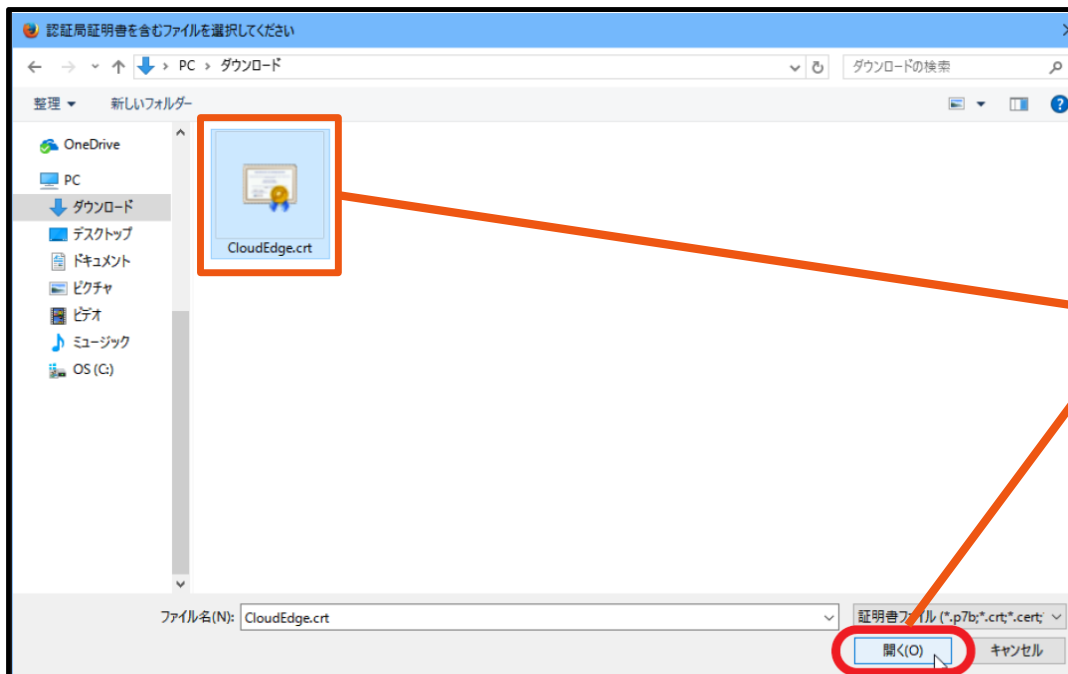 認証局証明書を含むファイルを選択してください
PC › ダウンロード
ダウンロードの検索
整理
新しいフォルダー
OneDrive
PC
ダウンロード
デスクトップ
ドキュメント
ピクチャ
ビデオ
ミュージック
OS (C:)
CloudEdge.crt
ファイル名(N):
CloudEdge.crt
証明書ファイル (*.p7b;*.crt;*.cert;
開く(O)
キャンセル